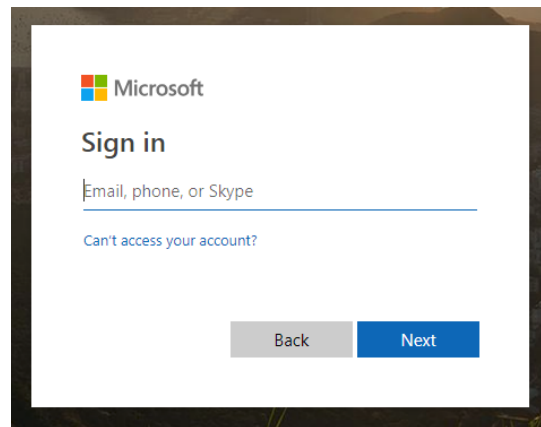 Microsoft
Sign in
Email, phone, or Skype
Can't access your account?
Back Next